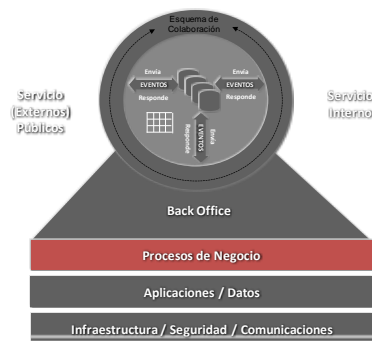 Esquema de
Colaboración
Envía
EVENTOS
Responde
Envía
EVENTOS
Responde
Servicio
(Externos)
Públicos
Servicio
Interno
Envía
EVENTOS
Responde
Back Office
Procesos de Negocio
Aplicaciones / Datos
Infraestructura / Seguridad / Comunicaciones